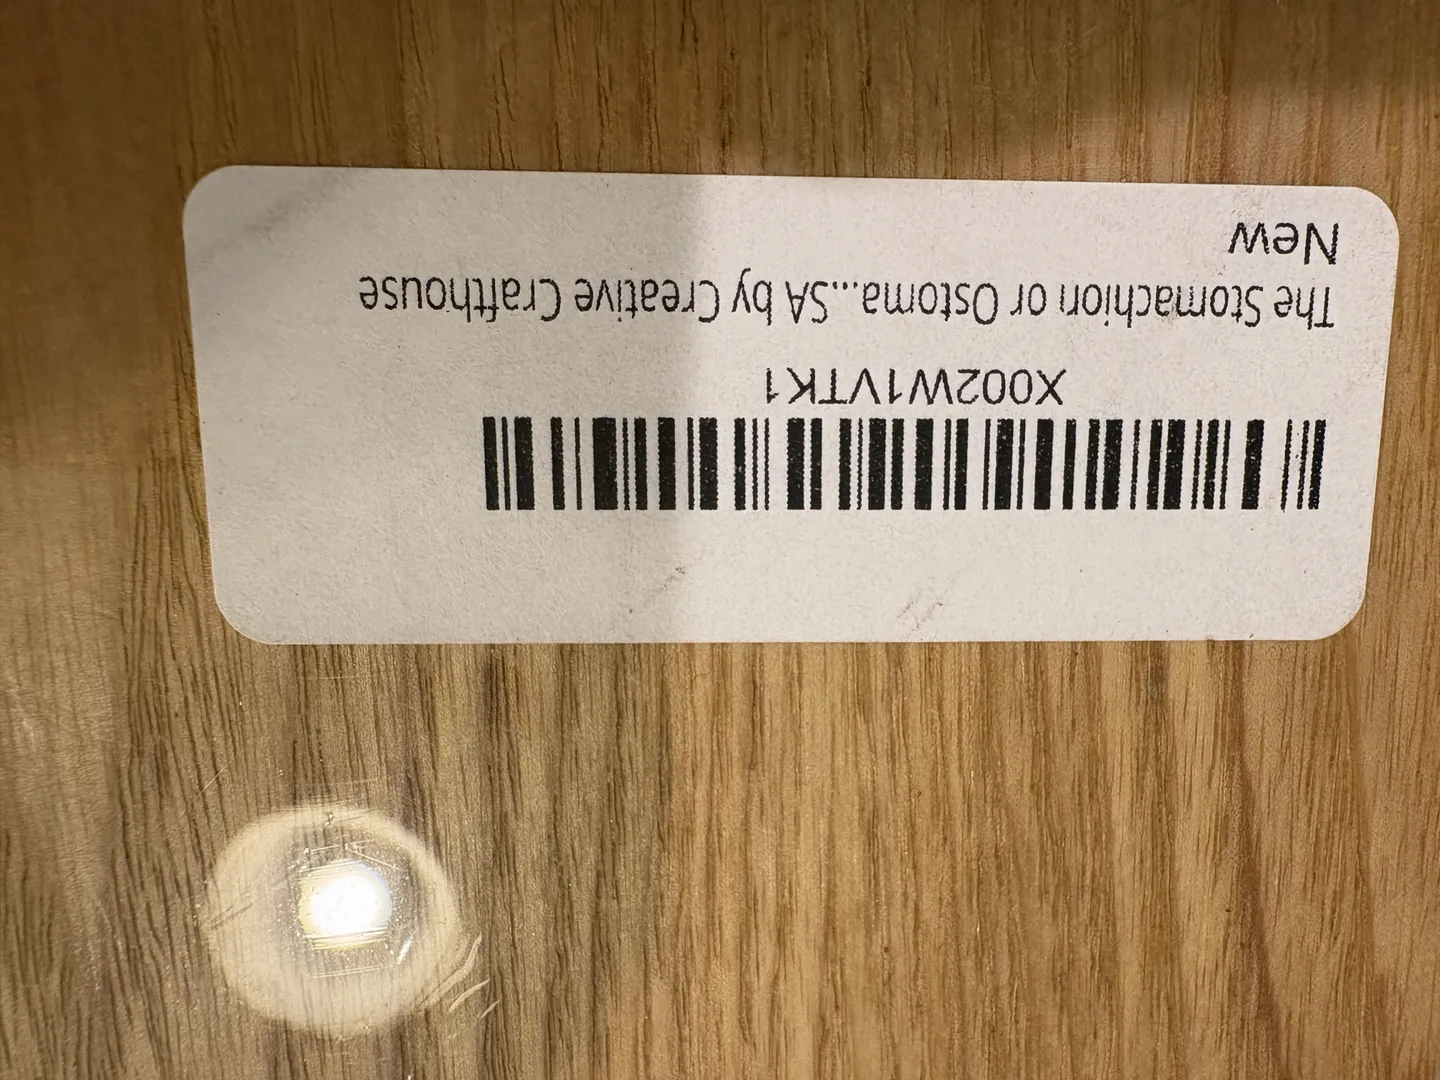 X002W1VTK1
The Stomachion or Ostoma...SA by Creative Crafthouse
New